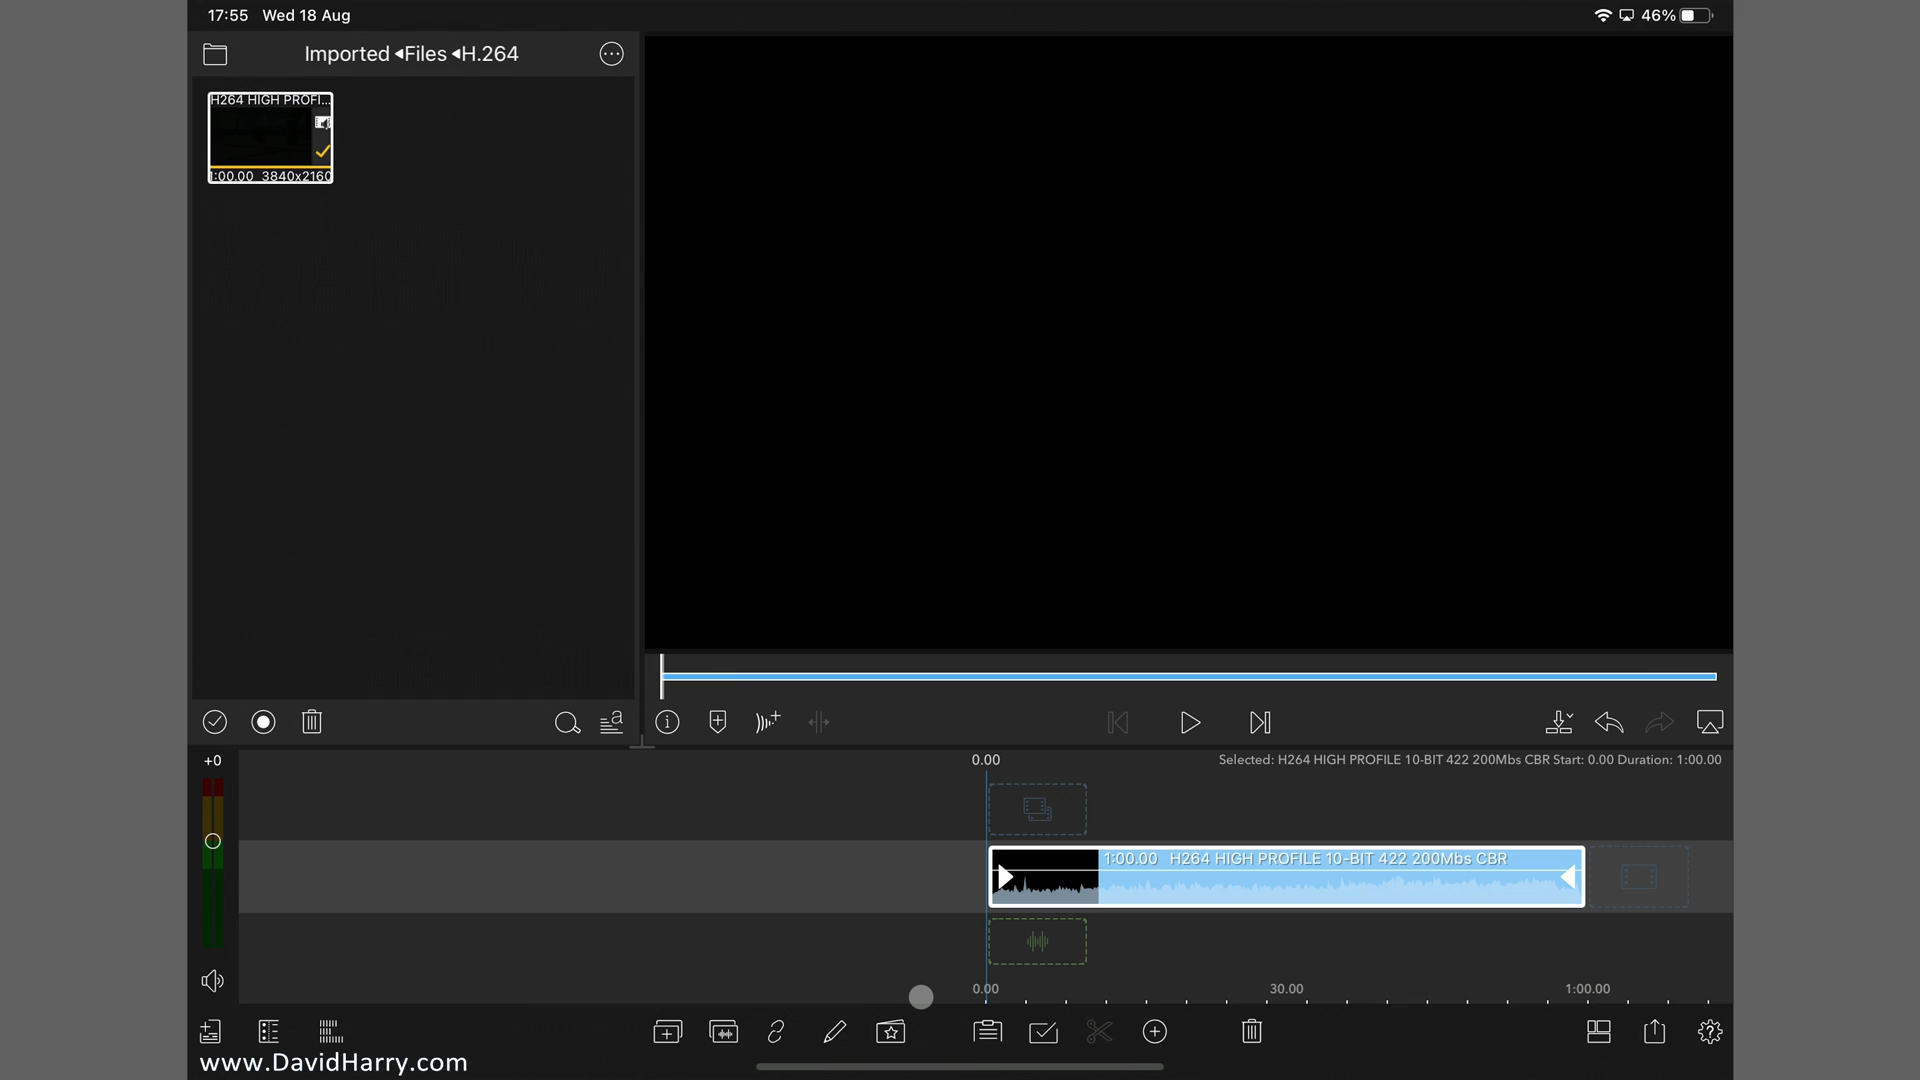 17:55 Wed 18 Aug
46%
Imported ◂Files ◂H.264
H264 HIGH PROFI...
1:00.00 3840x2160
+0
0.00
Selected: H264 HIGH PROFILE 10-BIT 422 200Mbs CBR Start: 0.00 Duration: 1:00.00
1:00.00 H264 HIGH PROFILE 10-BIT 422 200Mbs CBR
0.00 30.00 1:00.00
www.DavidHarry.com